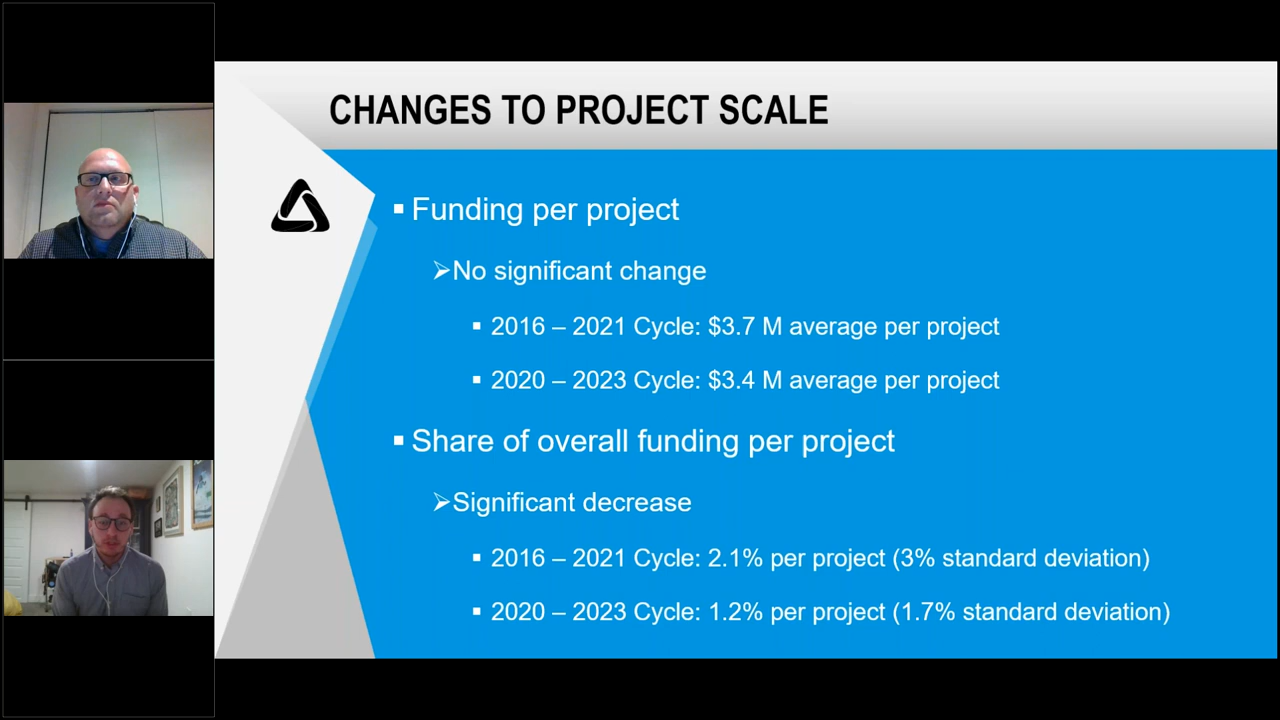 CHANGES TO PROJECT SCALE
Funding per project
No significant change
2016 – 2021 Cycle: $3.7 M average per project
2020 – 2023 Cycle: $3.4 M average per project
Share of overall funding per project
Significant decrease
2016 – 2021 Cycle: 2.1% per project (3% standard deviation)
2020 – 2023 Cycle: 1.2% per project (1.7% standard deviation)